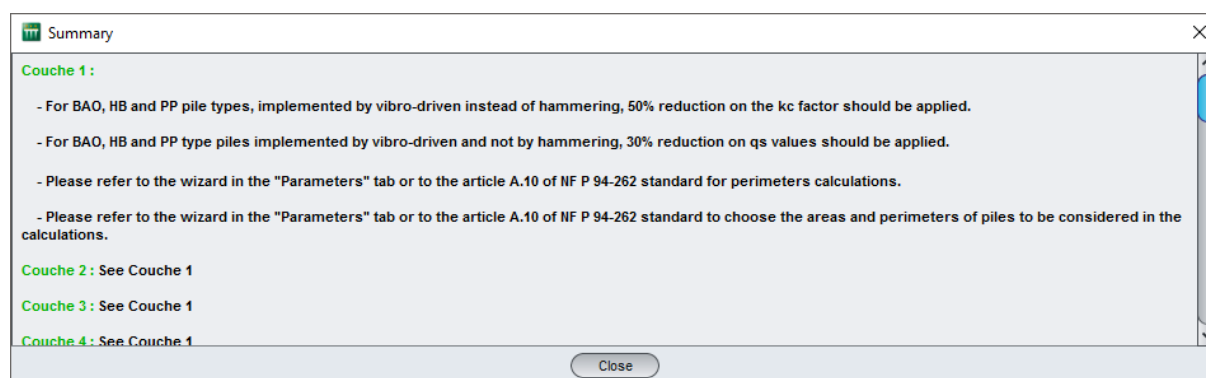 Summary
Couche 1 :
- For BAO, HB and PP pile types, implemented by vibro-driven instead of hammering, 50% reduction on the kc factor should be applied.
- For BAO, HB and PP type piles implemented by vibro-driven and not by hammering, 30% reduction on qs values should be applied.
- Please refer to the wizard in the "Parameters" tab or to the article A.10 of NF P 94-262 standard for perimeters calculations.
- Please refer to the wizard in the "Parameters" tab or to the article A.10 of NF P 94-262 standard to choose the areas and perimeters of piles to be considered in the
calculations.
Couche 2 : See Couche 1
Couche 3 : See Couche 1
Couche 4 : See Couche 1
Close